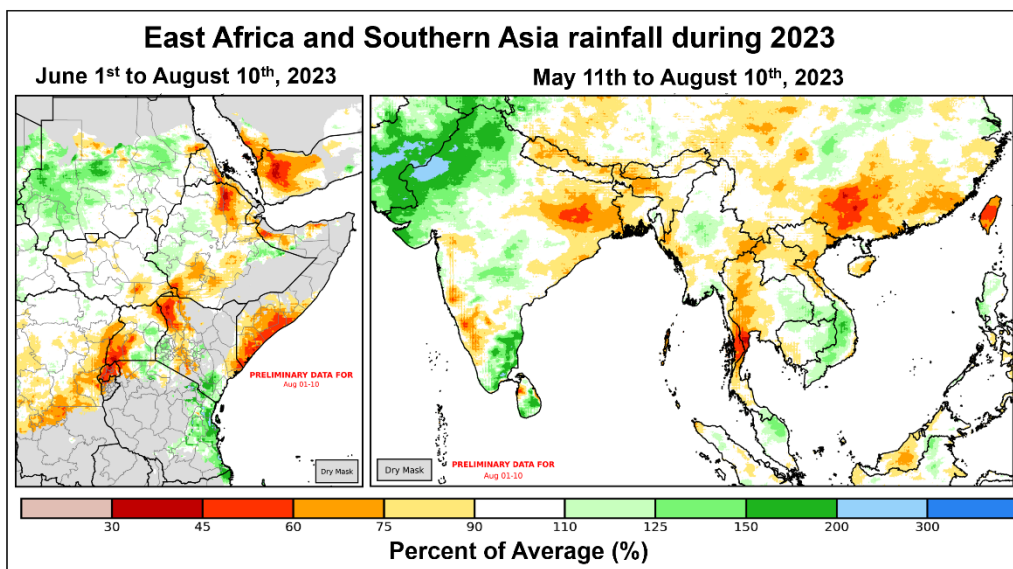 East Africa and Southern Asia rainfall during 2023
June 1st to August 10th, 2023
May 11th to August 10th, 2023
PRELIMINARY DATA FOR
Aug 01-10
Dry Mask
Dry Mask
PRELIMINARY DATA FOR
Aug 01-10
30 45 60 75 90 110 125 150 200 300
Percent of Average (%)